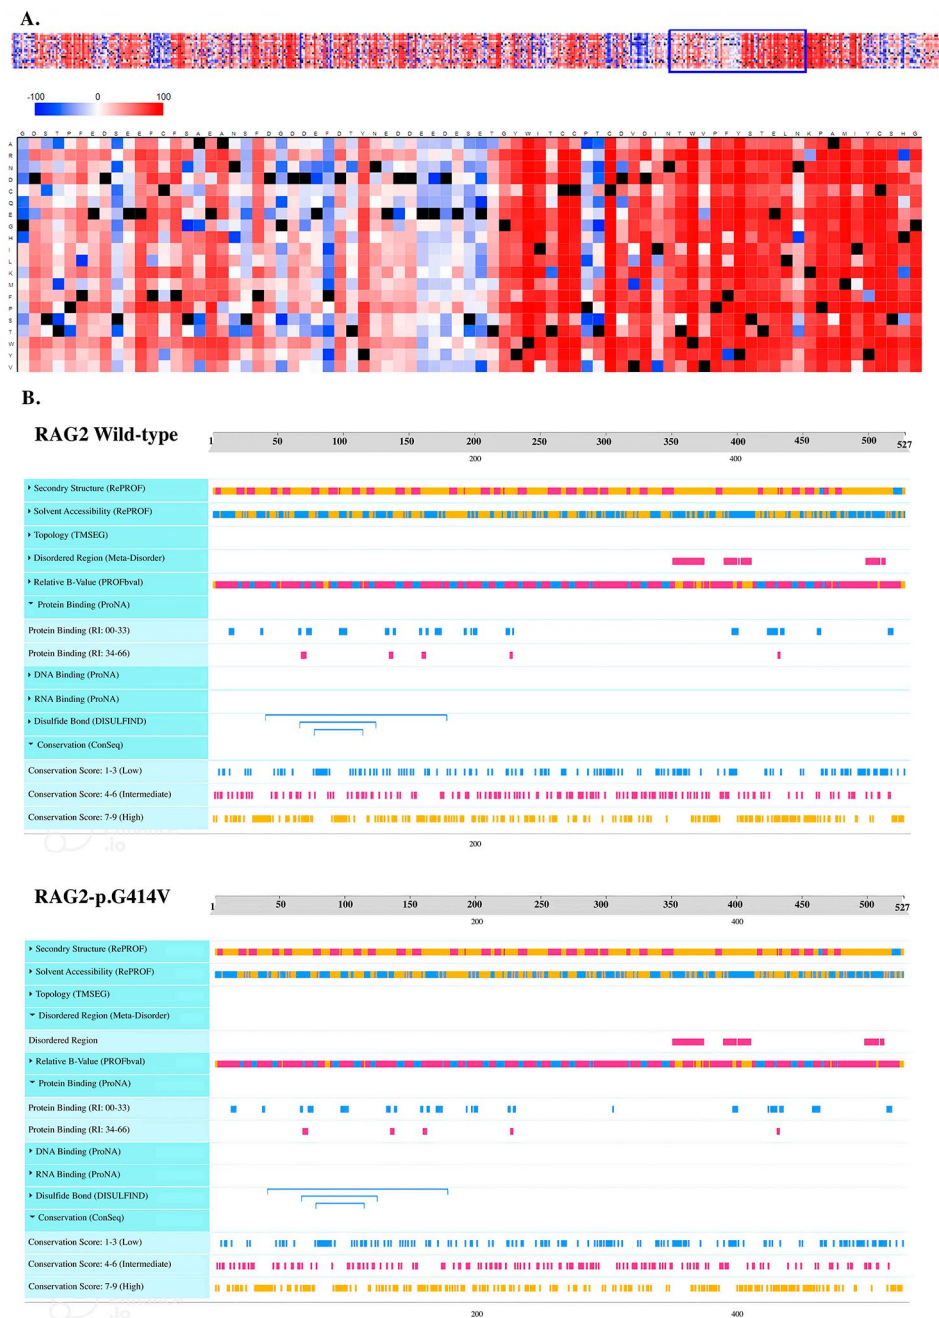 A.
-100 0 100
G D S T P F E D S E E F C F S A E A N S F D G D D E F D T Y N E D D E E D E S E T G Y W I T C C P T C D V D I N T W V P F Y S T E L N K P A M I Y C S H G
A
R
N
D
C
Q
E
G
H
I
L
K
M
F
P
S
T
W
Y
V
B.
RAG2 Wild-type
1 50 100 150 200 250 300 350 400 450 500 527
200 400
Secondry Structure (RePROF)
Solvent Accessibility (RePROF)
Topology (TMSEG)
Disordered Region (Meta-Disorder)
Relative B-Value (PROFbval)
Protein Binding (ProNA)
Protein Binding (RI: 00-33)
Protein Binding (RI: 34-66)
DNA Binding (ProNA)
RNA Binding (ProNA)
Disulfide Bond (DISULFIND)
Conservation (ConSeq)
Conservation Score: 1-3 (Low)
Conservation Score: 4-6 (Intermediate)
Conservation Score: 7-9 (High)
.io
200
RAG2-p.G414V
1 50 100 150 200 250 300 350 400 450 500 527
200 400
Secondry Structure (RePROF)
Solvent Accessibility (RePROF)
Topology (TMSEG)
Disordered Region (Meta-Disorder)
Disordered Region
Relative B-Value (PROFbval)
Protein Binding (ProNA)
Protein Binding (RI: 00-33)
Protein Binding (RI: 34-66)
DNA Binding (ProNA)
RNA Binding (ProNA)
Disulfide Bond (DISULFIND)
Conservation (ConSeq)
Conservation Score: 1-3 (Low)
Conservation Score: 4-6 (Intermediate)
Conservation Score: 7-9 (High)
.io
200 400